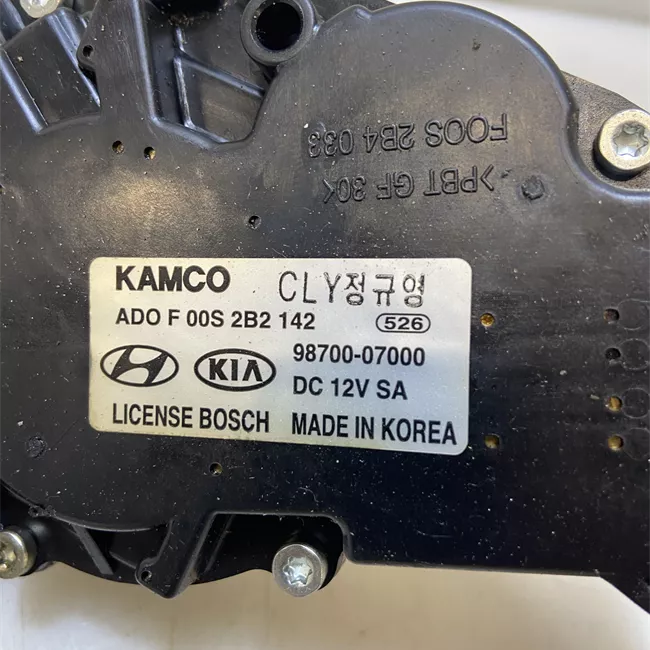 FOOS 2B4 033
>PBT GF 30<
KAMCO CLY정규영
ADO F 00S 2B2 142 526
KIA 98700-07000
DC 12V SA
LICENSE BOSCH MADE IN KOREA